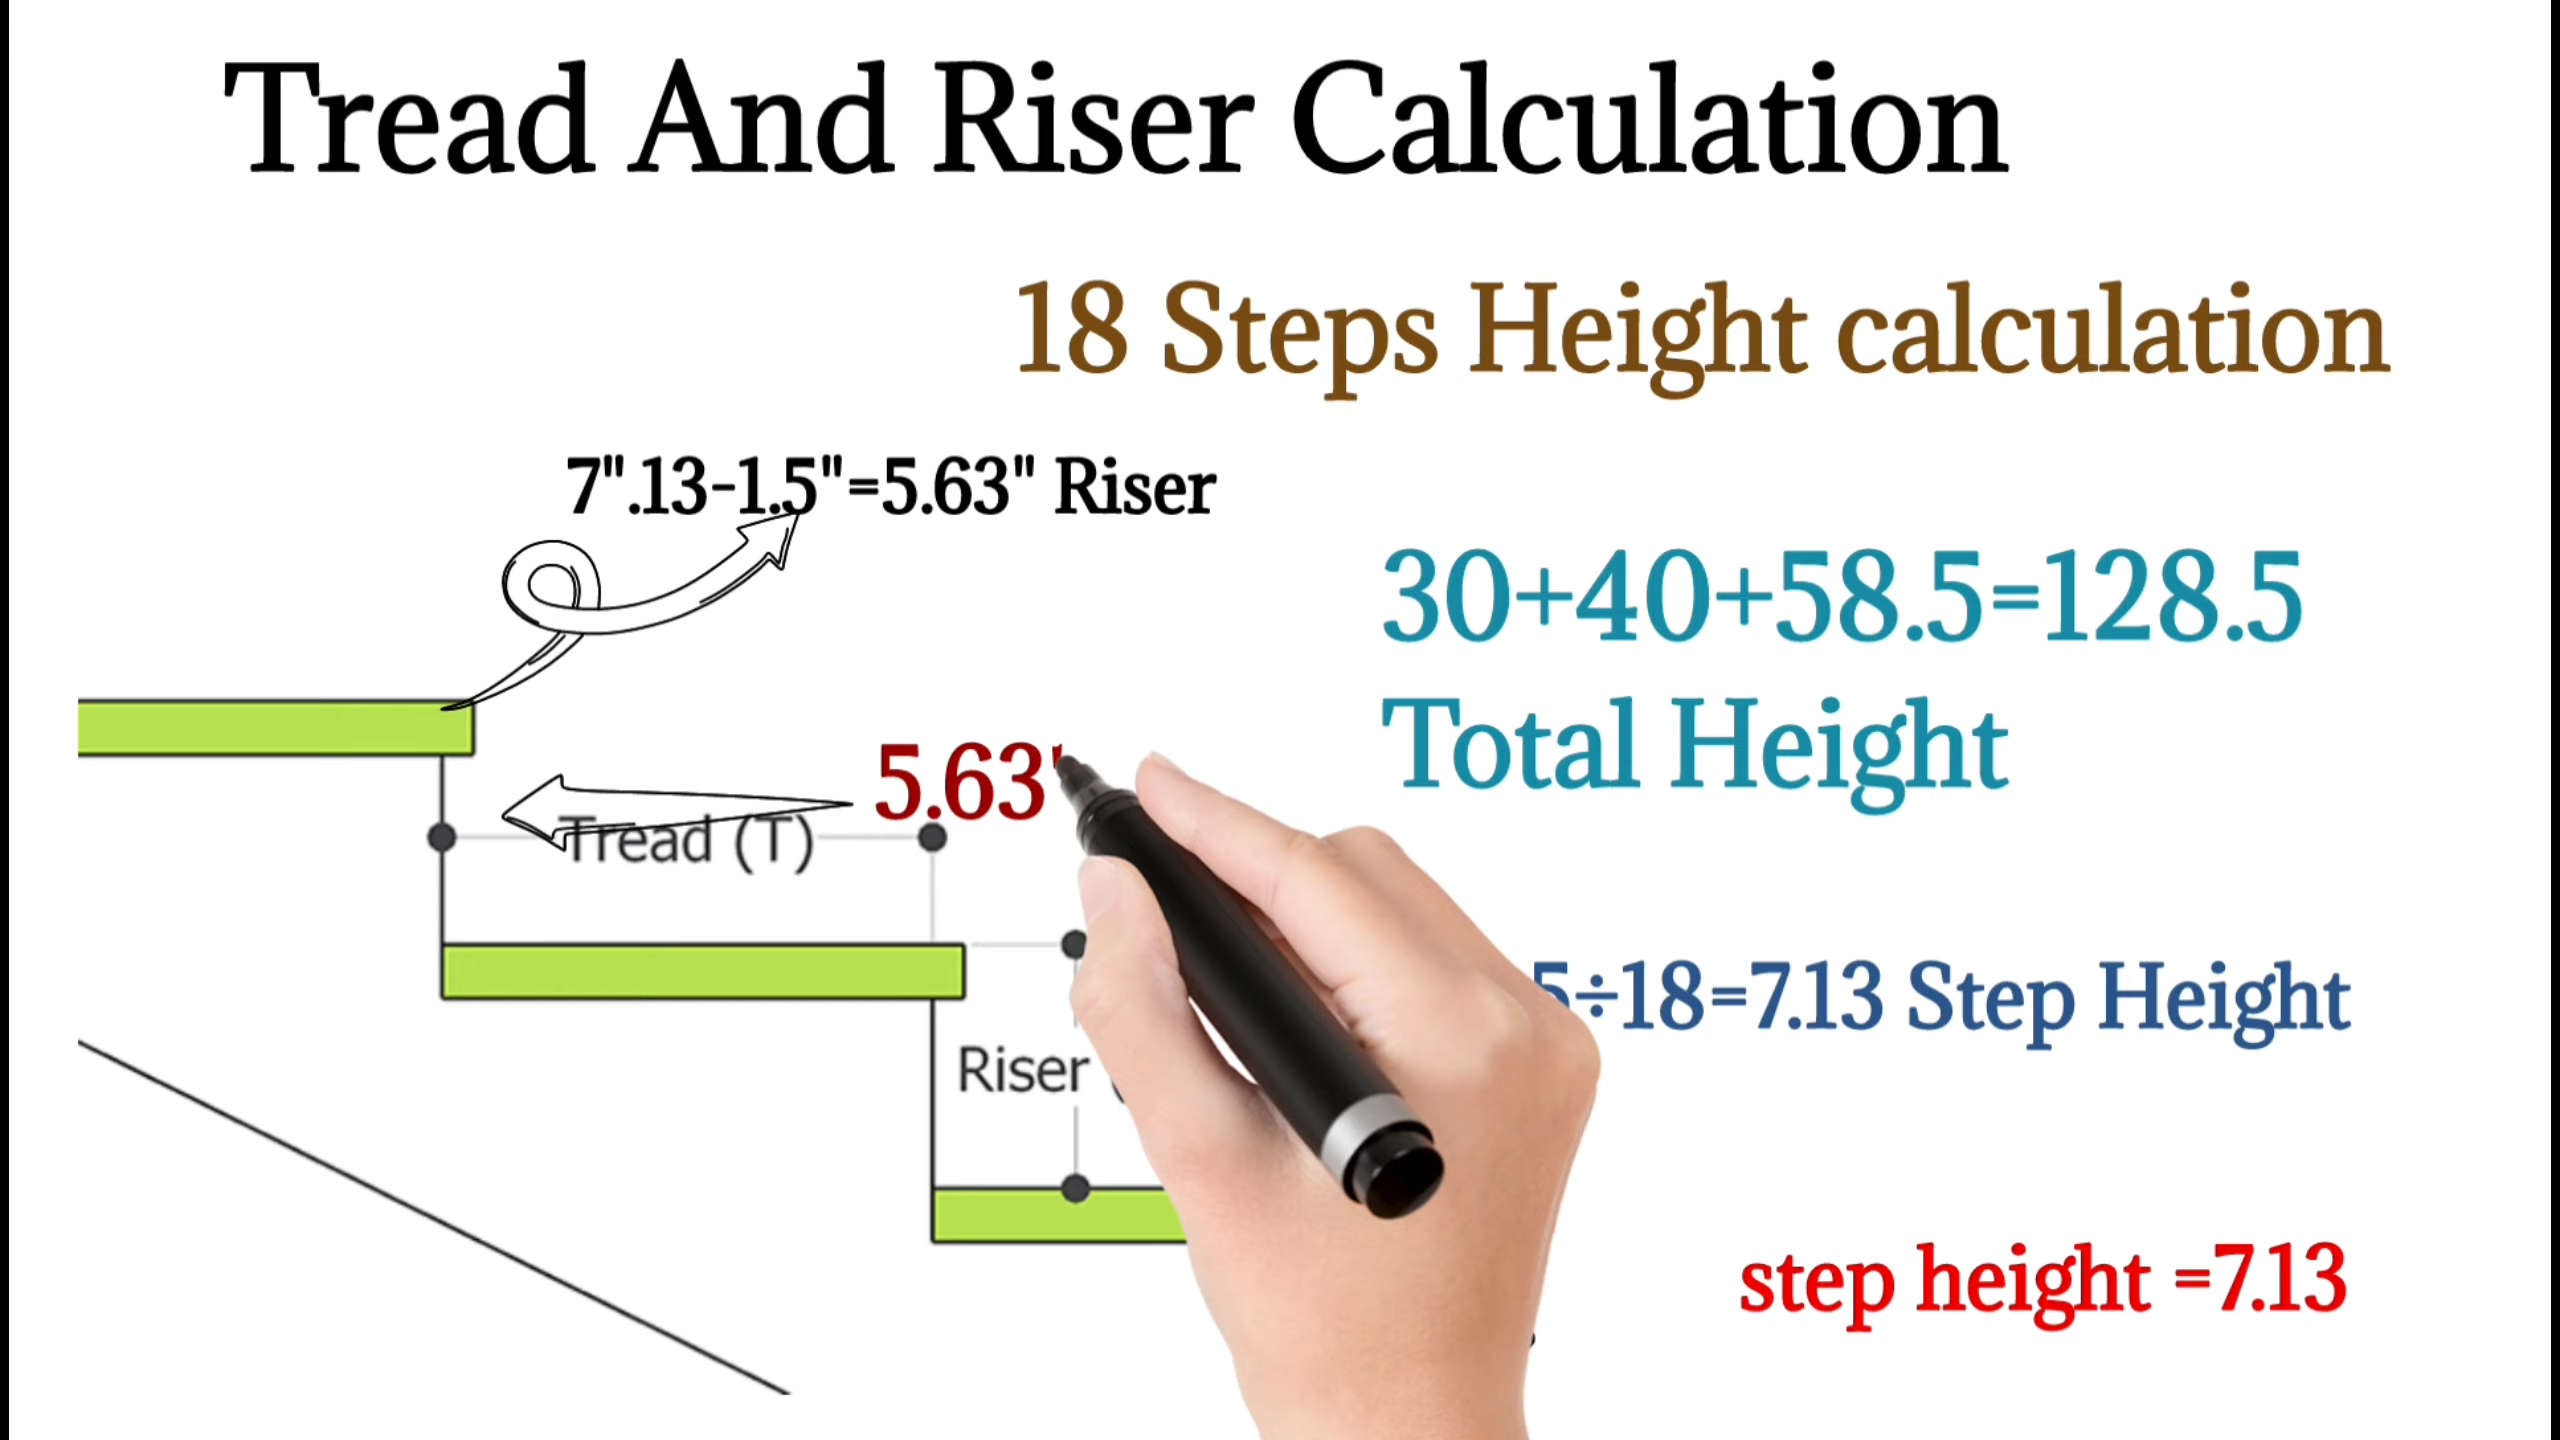 Tread And Riser Calculation
18 Steps Height calculation
7".13-1.5"=5.63" Riser
30+40+58.5=128.5
Total Height
5.63"
Tread (T)
5÷18=7.13 Step Height
Riser
step height =7.13